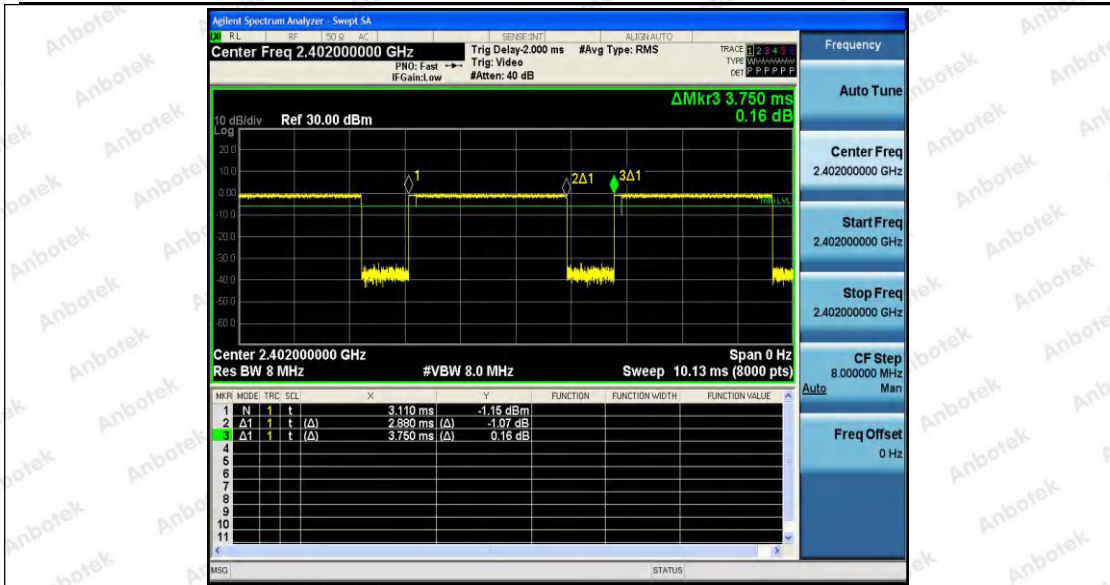 Agilent Spectrum Analyzer - Swept SA
RL RF 50 Ω AC SENSE:INT ALIGNAUTO
Center Freq 2.402000000 GHz
PNO: Fast
IFGain:Low
Trig Delay-2.000 ms
Trig: Video
#Atten: 40 dB
#Avg Type: RMS
TRACE 1 2 3 4 5 6
TYPE
DET P P P P P P
ΔMkr3 3.750 ms
0.16 dB
10 dB/div Ref 30.00 dBm
Log
20.0
10.0
0.00
-10.0
-20.0
-30.0
-40.0
-50.0
-60.0
1
2Δ1
3Δ1
TRIG LVL
Center 2.402000000 GHz Span 0 Hz
Res BW 8 MHz #VBW 8.0 MHz Sweep 10.13 ms (8000 pts)
MKR MODE TRC SCL X Y FUNCTION FUNCTION WIDTH FUNCTION VALUE
1 N 1 t 3.110 ms -1.15 dBm
2 Δ1 1 t (Δ) 2.880 ms (Δ) -1.07 dB
3 Δ1 1 t (Δ) 3.750 ms (Δ) 0.16 dB
4
5
6
7
8
9
10
11
MSG STATUS
Frequency
Auto Tune
Center Freq
2.402000000 GHz
Start Freq
2.402000000 GHz
Stop Freq
2.402000000 GHz
CF Step
8.000000 MHz
Auto Man
Freq Offset
0 Hz
Anbotek